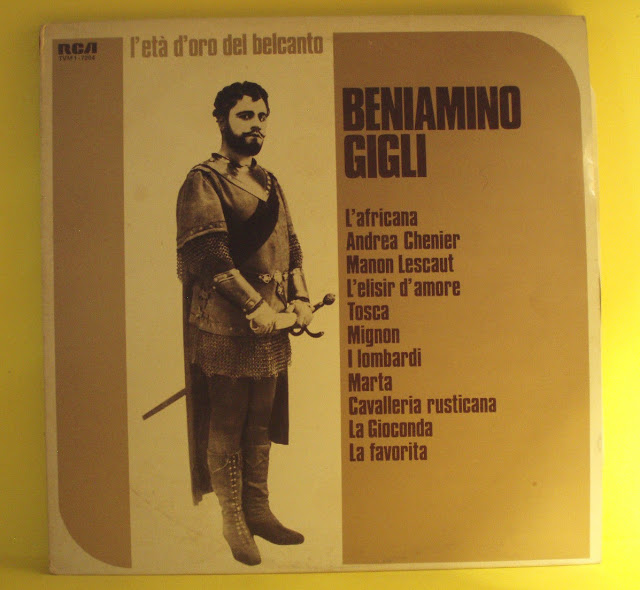 RCA
l'età d'oro del belcanto
BENIAMINO
GIGLI
L'africana
Andrea Chenier
Manon Lescaut
L'elisir d'amore
Tosca
Mignon
I lombardi
Marta
Cavalleria rusticana
La Gioconda
La favorita